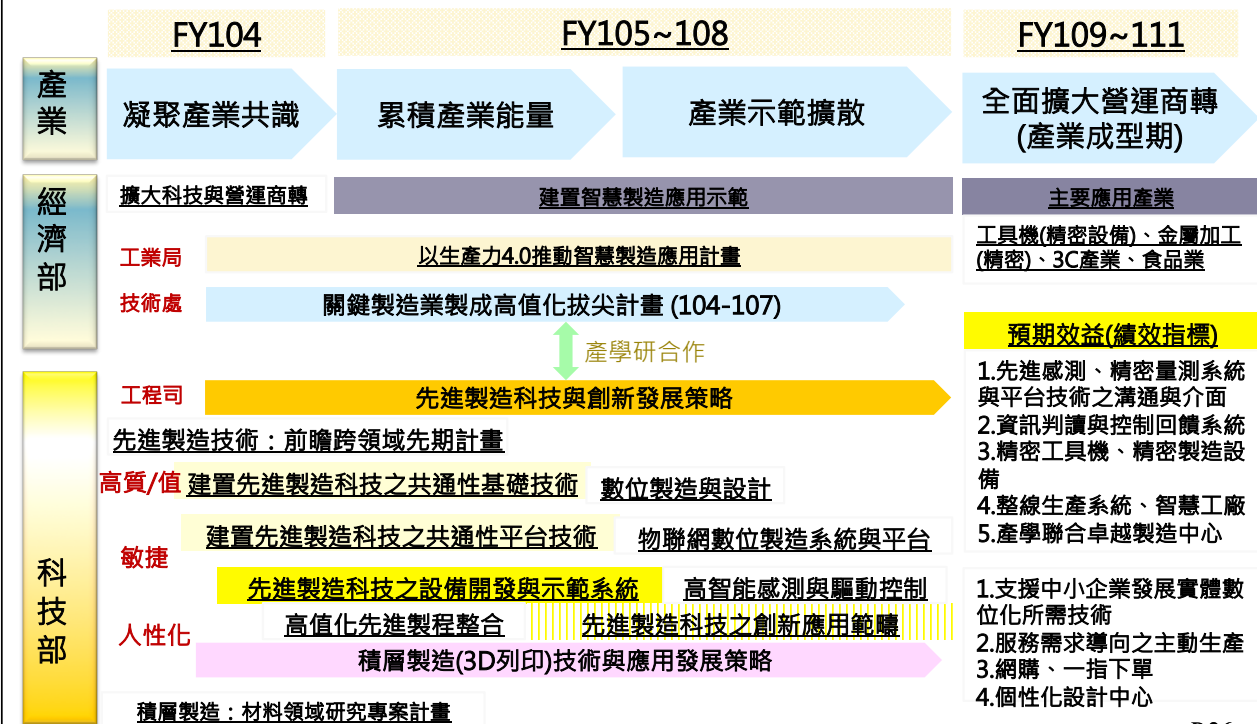 FY104
FY105~108
FY109~111
產業
凝聚產業共識
累積產業能量
產業示範擴散
全面擴大營運商轉
(產業成型期)
經濟部
擴大科技與營運商轉
建置智慧製造應用示範
主要應用產業
工業局
以生產力4.0推動智慧製造應用計畫
工具機(精密設備)、金屬加工
(精密)、3C產業、食品業
技術處
關鍵製造業製成高值化拔尖計畫 (104-107)
產學研合作
預期效益(績效指標)
科技部
工程司
先進製造科技與創新發展策略
先進製造技術：前瞻跨領域先期計畫
高質/值
建置先進製造科技之共通性基礎技術
數位製造與設計
敏捷
建置先進製造科技之共通性平台技術
物聯網數位製造系統與平台
先進製造科技之設備開發與示範系統
高智能感測與驅動控制
人性化
高值化先進製程整合
先進製造科技之創新應用範疇
積層製造(3D列印)技術與應用發展策略
積層製造：材料領域研究專案計畫
1.先進感測、精密量測系統
與平台技術之溝通與介面
2.資訊判讀與控制回饋系統
3.精密工具機、精密製造設
備
4.整線生產系統、智慧工廠
5.產學聯合卓越製造中心
1.支援中小企業發展實體數
位化所需技術
2.服務需求導向之主動生產
3.網購、一指下單
4.個性化設計中心